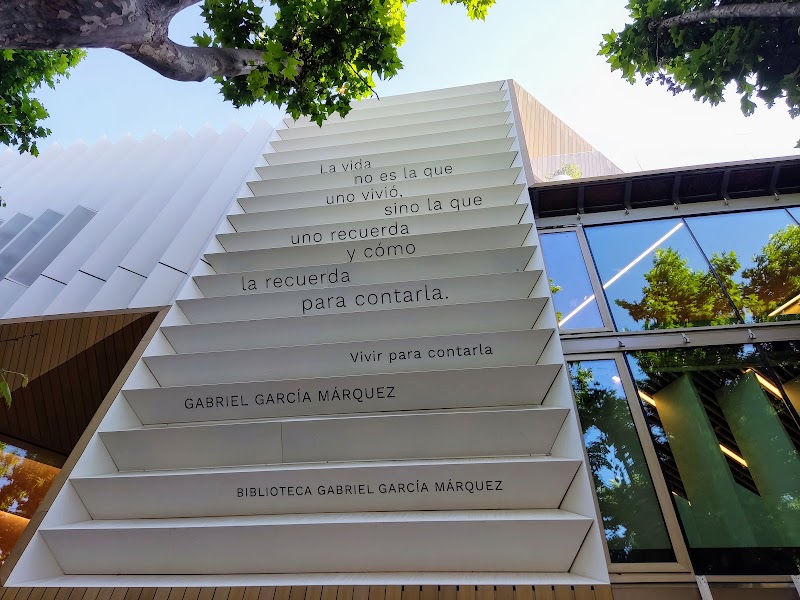 La vida
no es la que
uno vivió,
sino la que
uno recuerda
y cómo
la recuerda
para contarla.
Vivir para contarla
GABRIEL GARCÍA MÁRQUEZ
BIBLIOTECA GABRIEL GARCÍA MÁRQUEZ